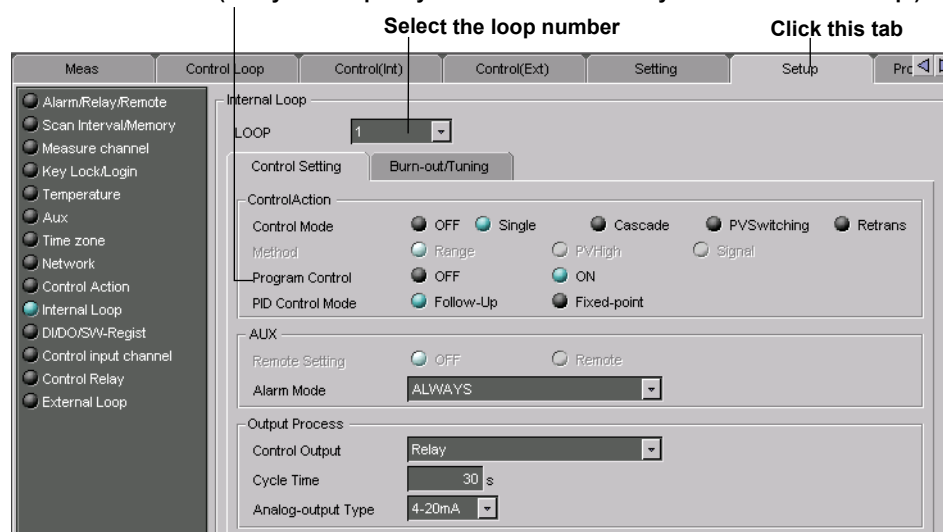 Select the loop number
Click this tab
Meas
Control Loop
Control(Int)
Control(Ext)
Setting
Setup
Alarm/Relay/Remote
Scan Interval/Memory
Measure channel
Key Lock/Login
Temperature
Aux
Time zone
Network
Control Action
Internal Loop
DI/DO/SW-Regist
Control input channel
Control Relay
External Loop
Internal Loop
LOOP 1
Control Setting Burn-out/Tuning
ControlAction
Control Mode OFF Single Cascade PVSwitching Retrans
Method Range PVHigh Signal
Program Control OFF ON
PID Control Mode Follow-Up Fixed-point
AUX
Remote Setting OFF Remote
Alarm Mode ALWAYS
Output Process
Control Output Relay
Cycle Time 30 s
Analog-output Type 4-20mA